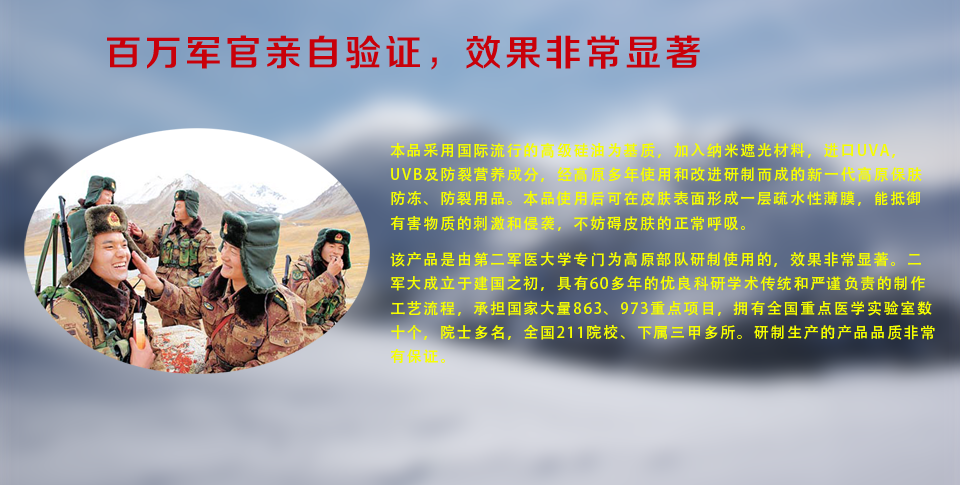 百万军官亲自验证，效果非常显著
本品采用国际流行的高级硅油为基质，加入纳米遮光材料，进口UVA，
UVB及防裂营养成分，经高原多年使用和改进研制而成的新一代高原保肤
防冻、防裂用品。本品使用后可在皮肤表面形成一层疏水性薄膜，能抵御
有害物质的刺激和侵袭，不妨碍皮肤的正常呼吸。
该产品是由第二军医大学专门为高原部队研制使用的，效果非常显著。二
军大成立于建国之初，具有60多年的优良科研学术传统和严谨负责的制作
工艺流程，承担国家大量863、973重点项目，拥有全国重点医学实验室数
十个，院士多名，全国211院校、下属三甲多所。研制生产的产品品质非常
有保证。